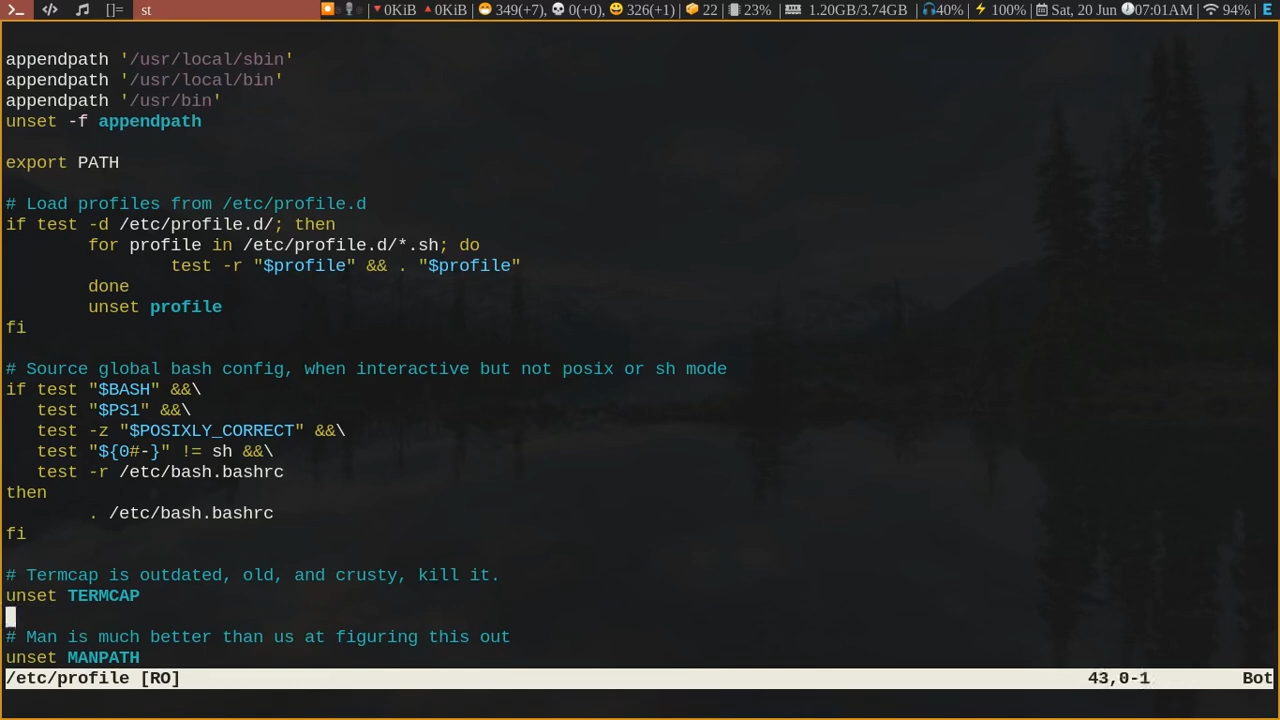 []= st 0KiB 0KiB | 349(+7), 0(+0), 326(+1) | 22 | 23% | 1.20GB/3.74GB | 40% | 100% | Sat, 20 Jun 07:01AM | 94% | E
appendpath '/usr/local/sbin'
appendpath '/usr/local/bin'
appendpath '/usr/bin'
unset -f appendpath
export PATH
# Load profiles from /etc/profile.d
if test -d /etc/profile.d/; then
        for profile in /etc/profile.d/*.sh; do
                test -r "$profile" && . "$profile"
        done
        unset profile
fi
# Source global bash config, when interactive but not posix or sh mode
if test "$BASH" &&\
   test "$PS1" &&\
   test -z "$POSIXLY_CORRECT" &&\
   test "${0#-}" != sh &&\
   test -r /etc/bash.bashrc
then
        . /etc/bash.bashrc
fi
# Termcap is outdated, old, and crusty, kill it.
unset TERMCAP
# Man is much better than us at figuring this out
unset MANPATH
/etc/profile [RO] 43,0-1 Bot